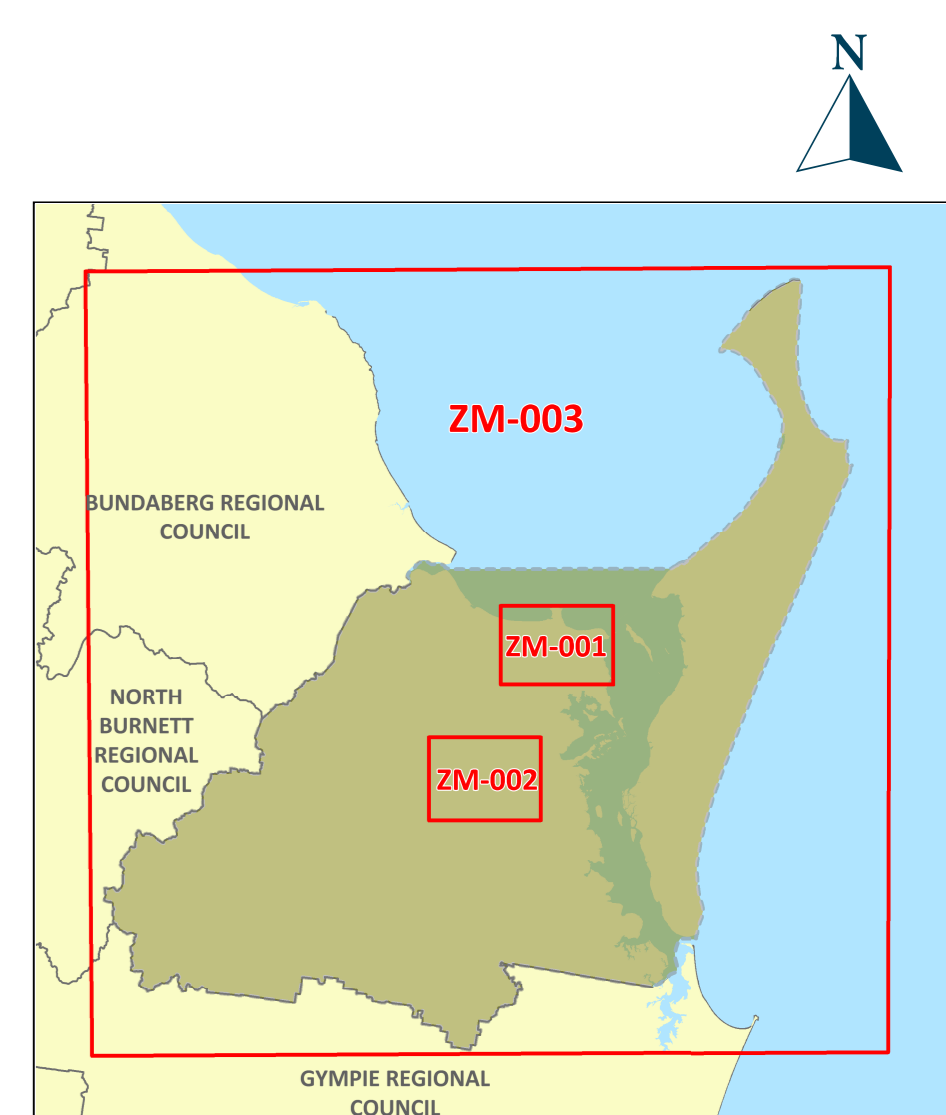 N
ZM-003
BUNDABERG REGIONAL
COUNCIL
ZM-001
NORTH
BURNETT
REGIONAL
COUNCIL
ZM-002
GYMPIE REGIONAL
COUNCIL